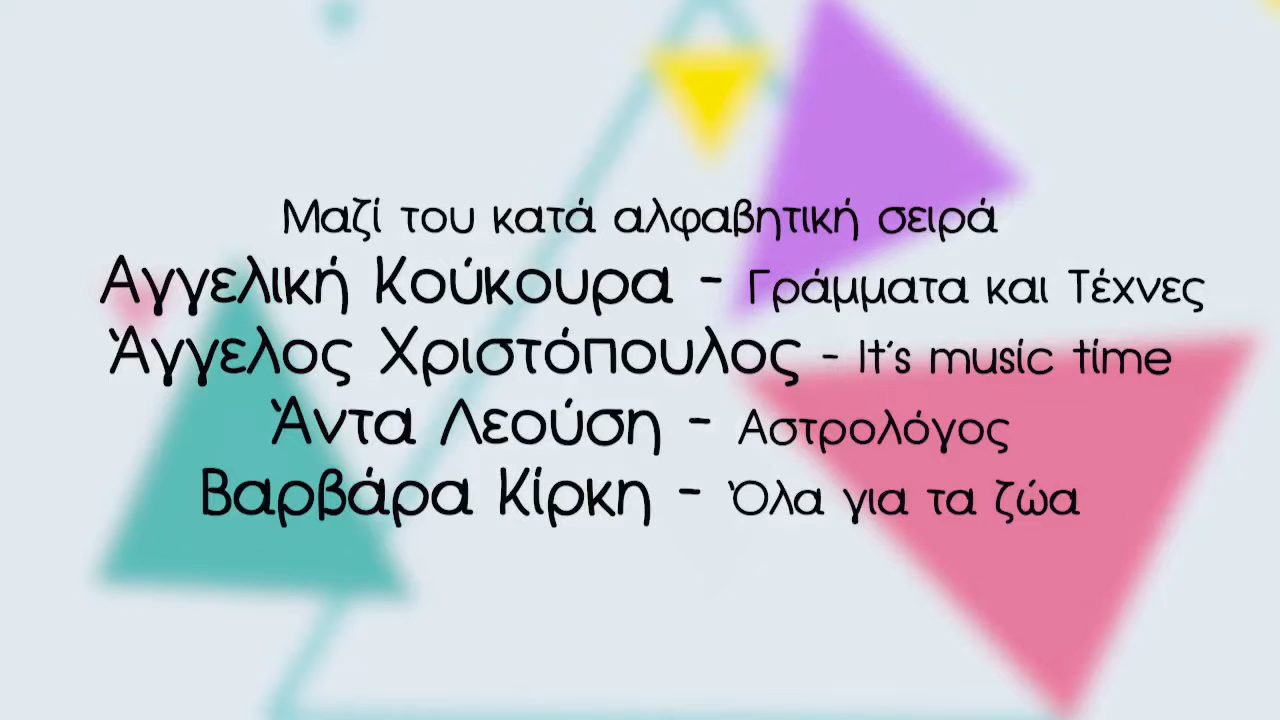 Μαζί του κατά αλφαβητική σειρά
Αγγελική Κούκουρα - Γράμματα και Τέχνες
Άγγελος Χριστόπουλος - It's music time
Άντα Λεούση - Αστρολόγος
Βαρβάρα Κίρκη - Όλα για τα ζώα